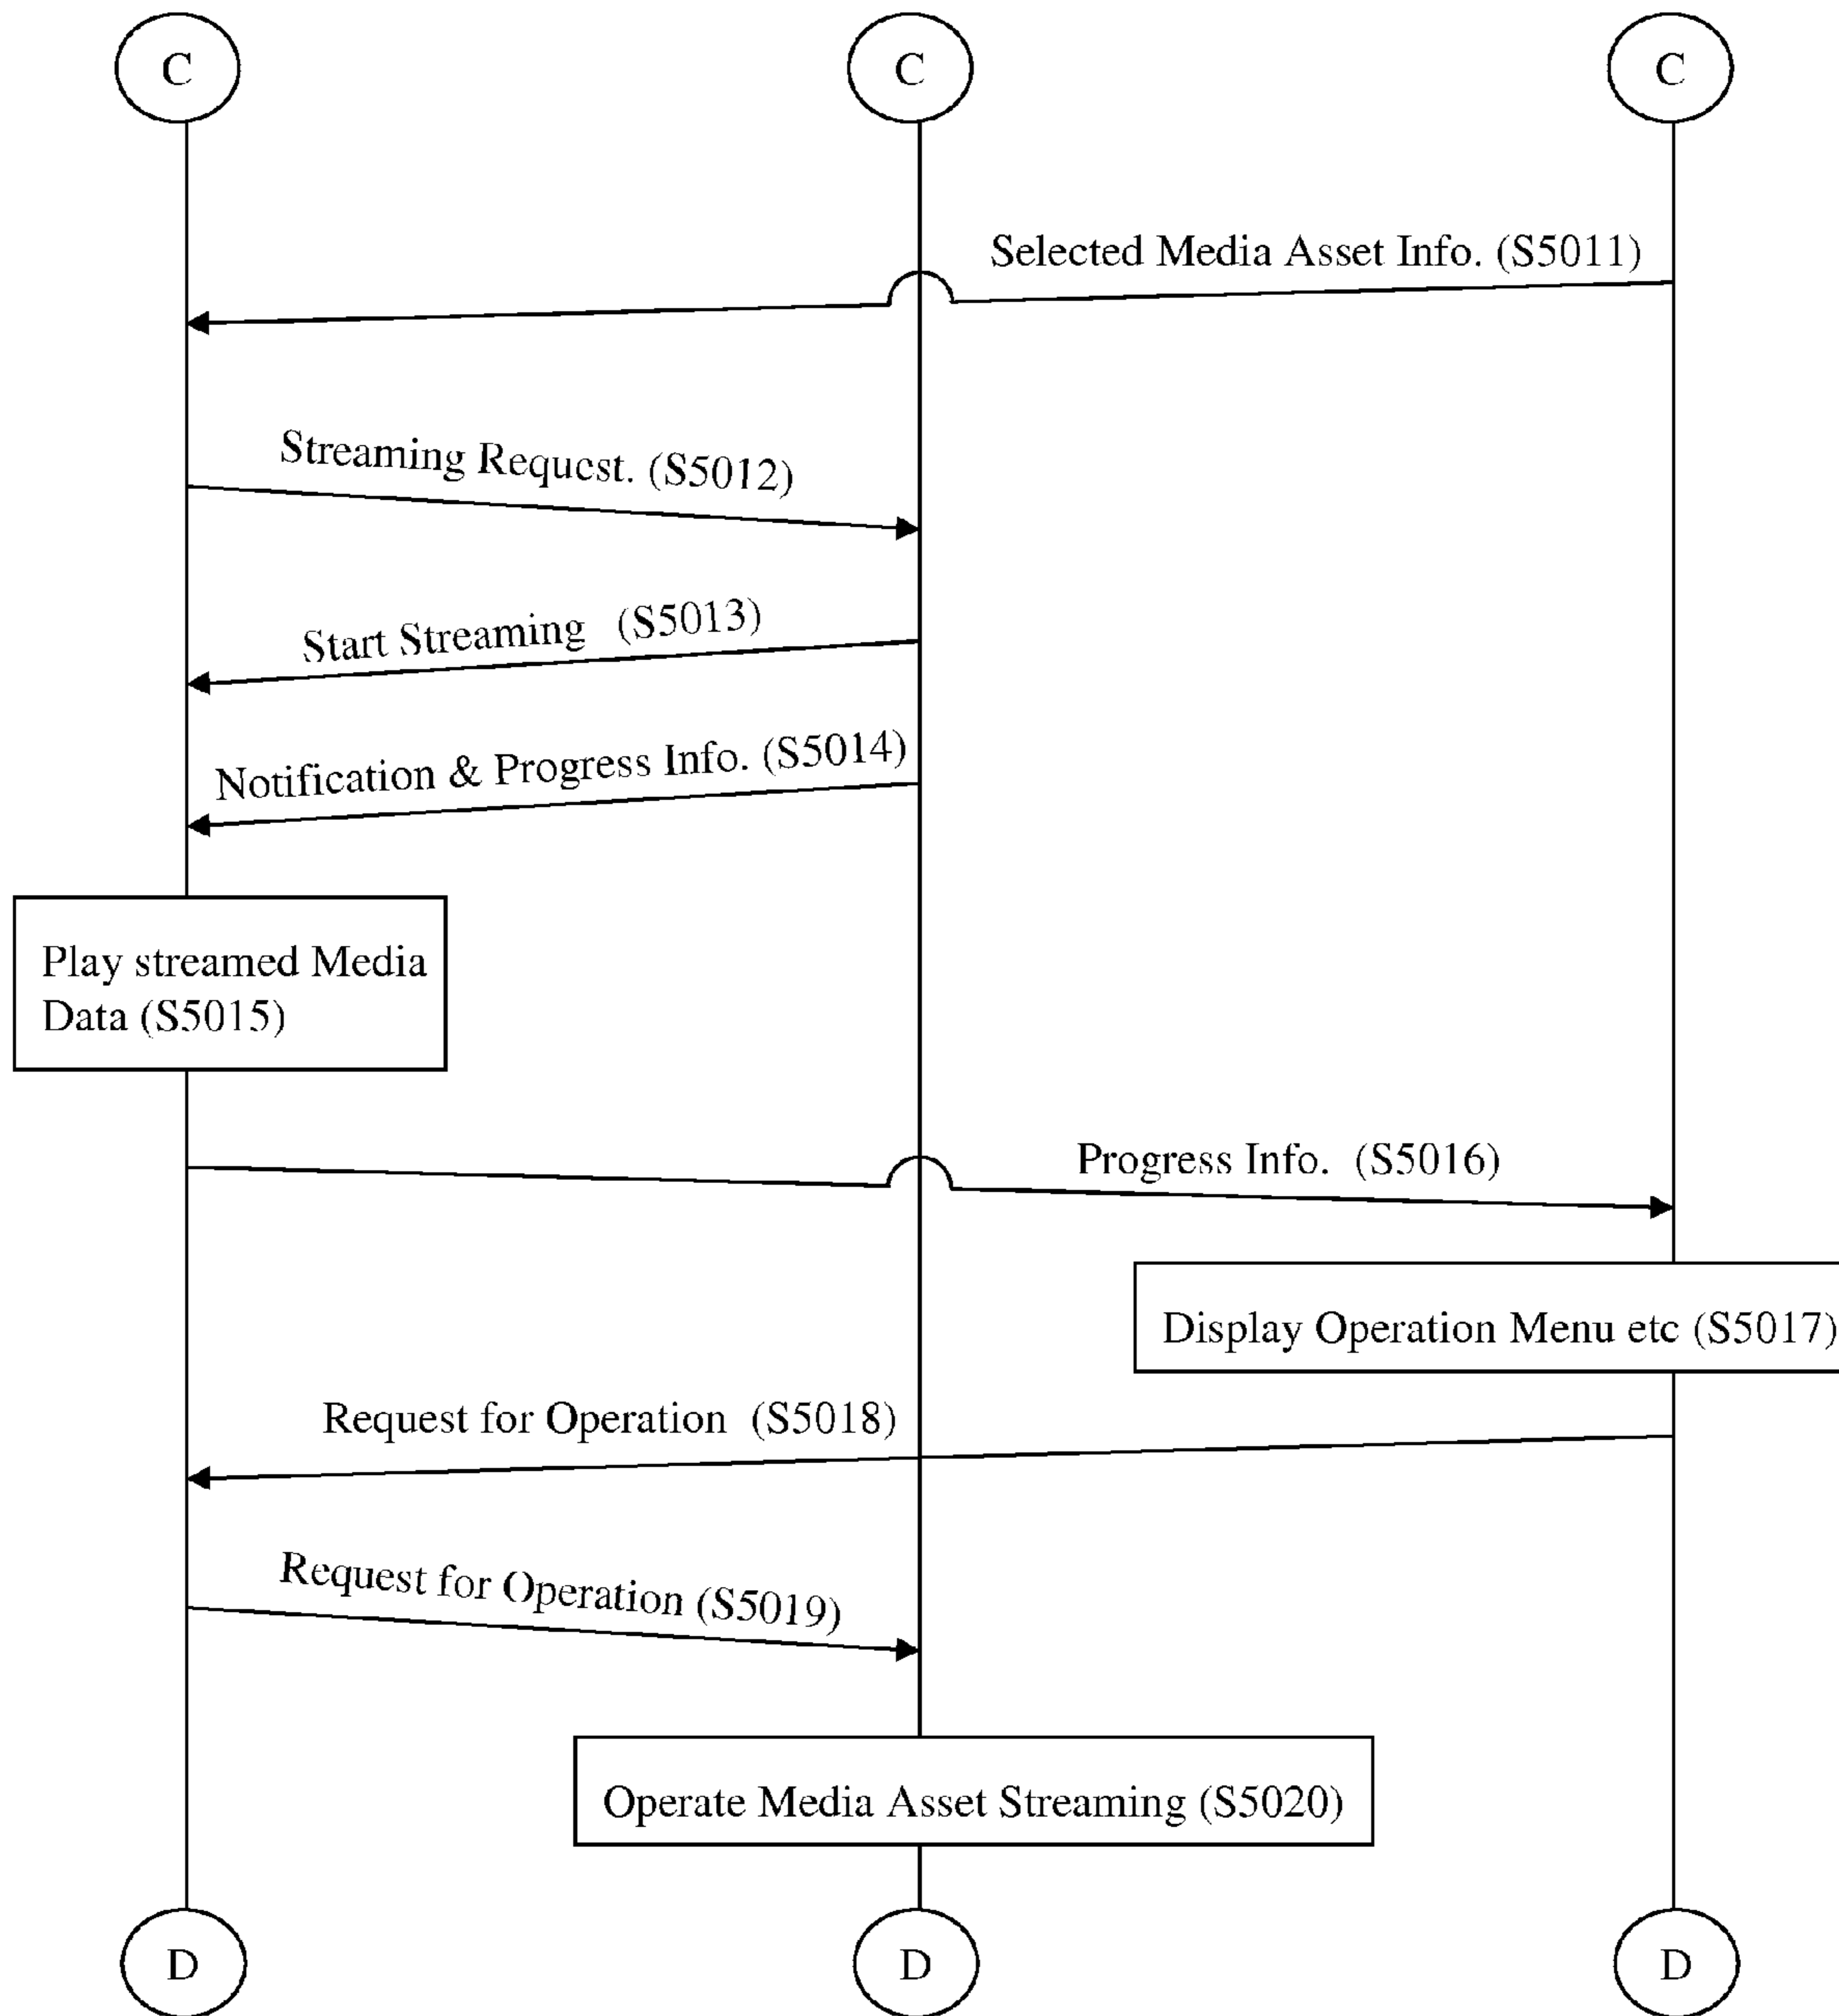 C
C
C
Selected Media Asset Info. (S5011)
Streaming Request. (S5012)
Start Streaming (S5013)
Notification & Progress Info. (S5014)
Play streamed Media
Data (S5015)
Progress Info. (S5016)
Display Operation Menu etc (S5017)
Request for Operation (S5018)
Request for Operation (S5019)
Operate Media Asset Streaming (S5020)
D
D
D